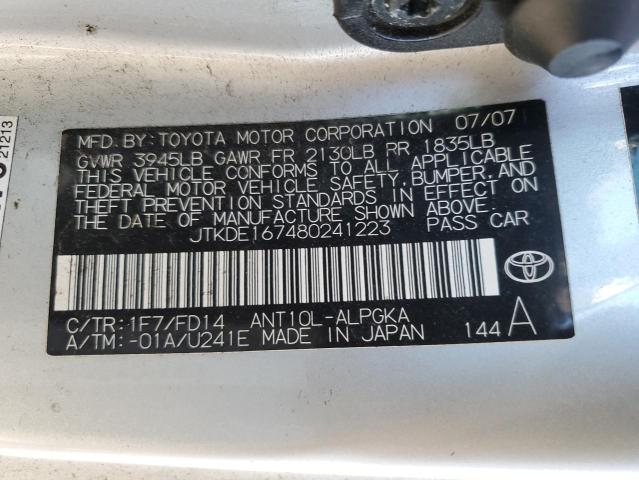 MFD. BY: TOYOTA MOTOR CORPORATION 07/07
GVWR 3945LB GAWR FR 2130LB RR 1835LB
THIS VEHICLE CONFORMS TO ALL APPLICABLE
FEDERAL MOTOR VEHICLE SAFETY, BUMPER, AND
THEFT PREVENTION STANDARDS IN EFFECT ON
THE DATE OF MANUFACTURE SHOWN ABOVE.
JTKDE167480241223 PASS CAR
C/TR: 1F7/FD14 ANT10L-ALPGKA
A/TM: -01A/U241E MADE IN JAPAN 144 A
21213